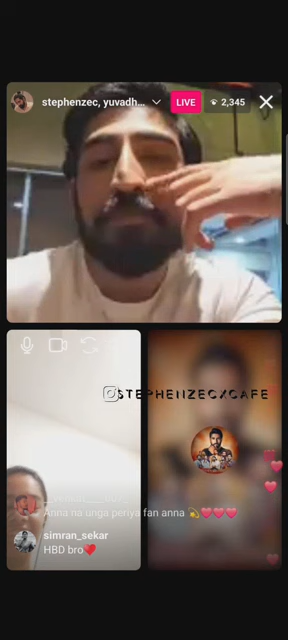 stephenzec, yuvadh...
LIVE
2,345
STEPHENZECXCAFE
Anna na unga periya fan anna
simran_sekar
HBD bro